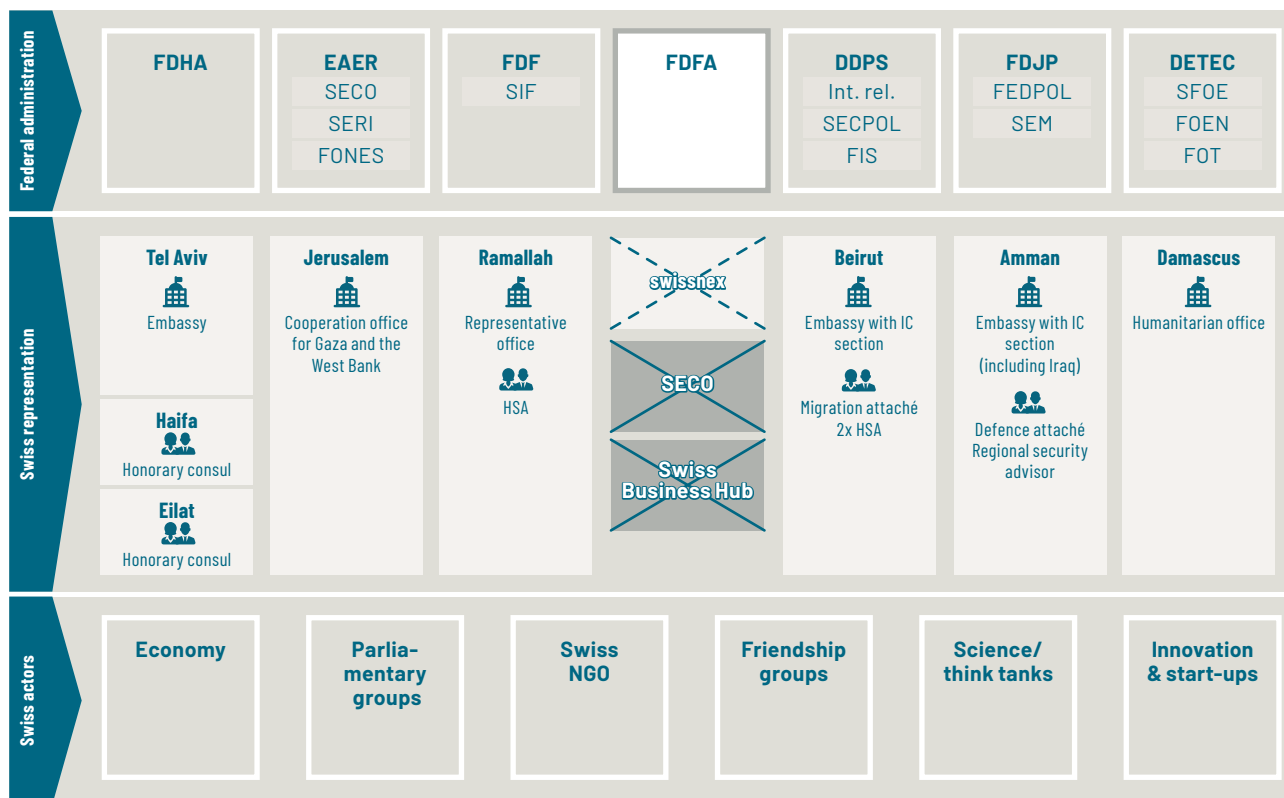 Federal administration
FDHA
EAER
SECO
SERI
FONES
FDF
SIF
FDFA
DDPS
Int. rel.
SECPOL
FIS
FDJP
FEDPOL
SEM
DETEC
SFOE
FOEN
FOT
Swiss representation
Tel Aviv
Embassy
Haifa
Honorary consul
Eilat
Honorary consul
Jerusalem
Cooperation office
for Gaza and the
West Bank
Ramallah
Representative
office
HSA
swissnex
SECO
Swiss
Business Hub
Beirut
Embassy with IC
section
Migration attaché
2x HSA
Amman
Embassy with IC
section
(including Iraq)
Defence attaché
Regional security
advisor
Damascus
Humanitarian office
Swiss actors
Economy
Parlia-
mentary
groups
Swiss
NGO
Friendship
groups
Science/
think tanks
Innovation
& start-ups